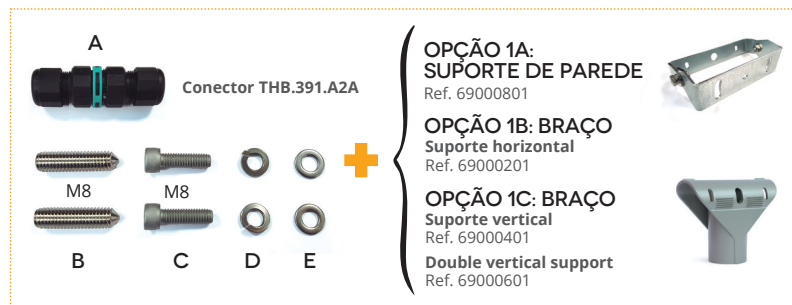 A
Conector THB.391.A2A
M8
M8
B
C
D
E
OPÇÃO 1A:
SUPORTE DE PAREDE
Ref. 69000801
OPÇÃO 1B: BRAÇO
Suporte horizontal
Ref. 69000201
OPÇÃO 1C: BRAÇO
Suporte vertical
Ref. 69000401
Double vertical support
Ref. 69000601